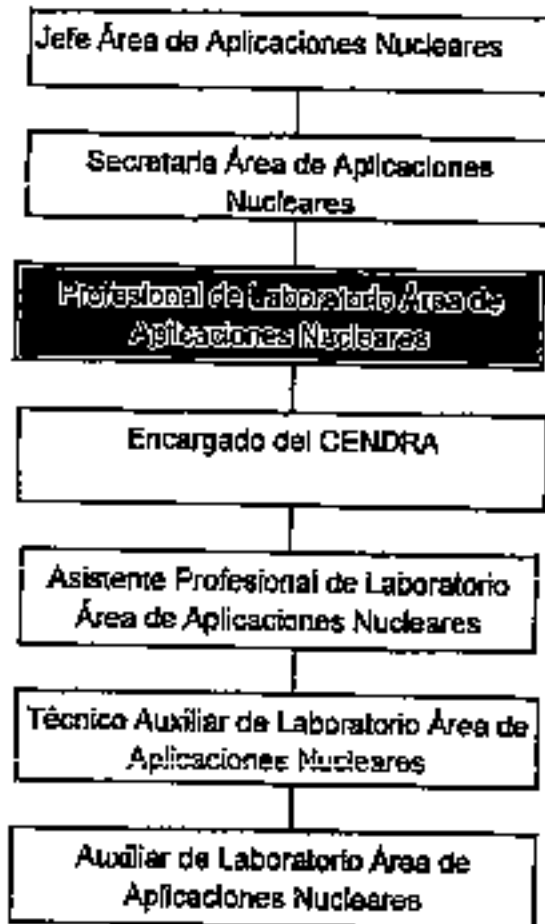 Jefe Área de Aplicaciones Nucleares
Secretaria Área de Aplicaciones
Nucleares
Profesional de Laboratorio Área de
Aplicaciones Nucleares
Encargado del CENDRA
Asistente Profesional de Laboratorio
Área de Aplicaciones Nucleares
Técnico Auxiliar de Laboratorio Área de
Aplicaciones Nucleares
Auxiliar de Laboratorio Área de
Aplicaciones Nucleares